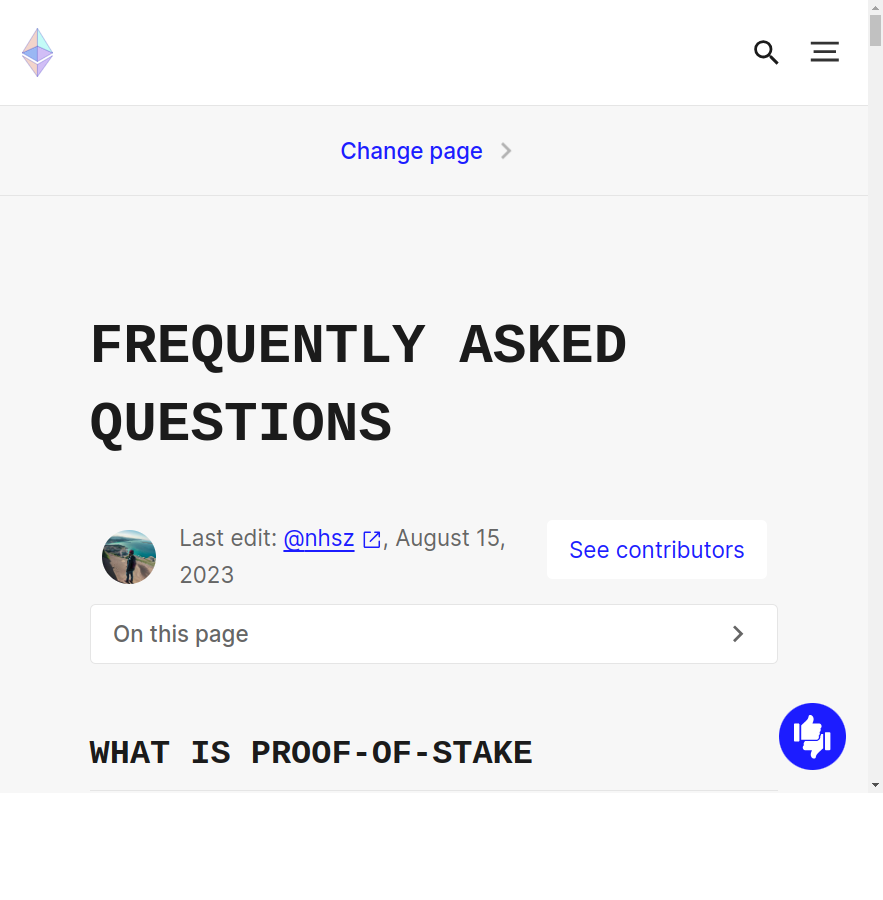 Change page
FREQUENTLY ASKED
QUESTIONS
Last edit: @nhsz, August 15,
2023
See contributors
On this page
WHAT IS PROOF-OF-STAKE